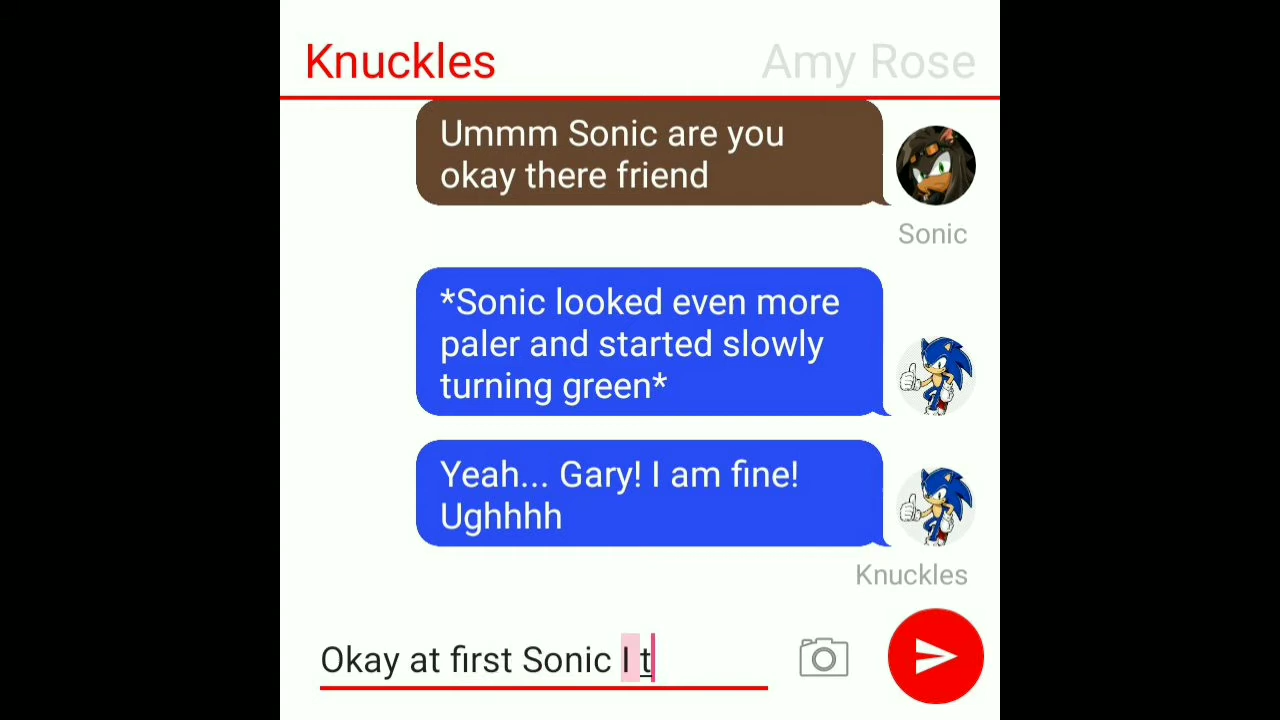 Knuckles
Amy Rose
Ummm Sonic are you
okay there friend
Sonic
*Sonic looked even more
paler and started slowly
turning green*
Yeah... Gary! I am fine!
Ughhhh
Knuckles
Okay at first Sonic I t